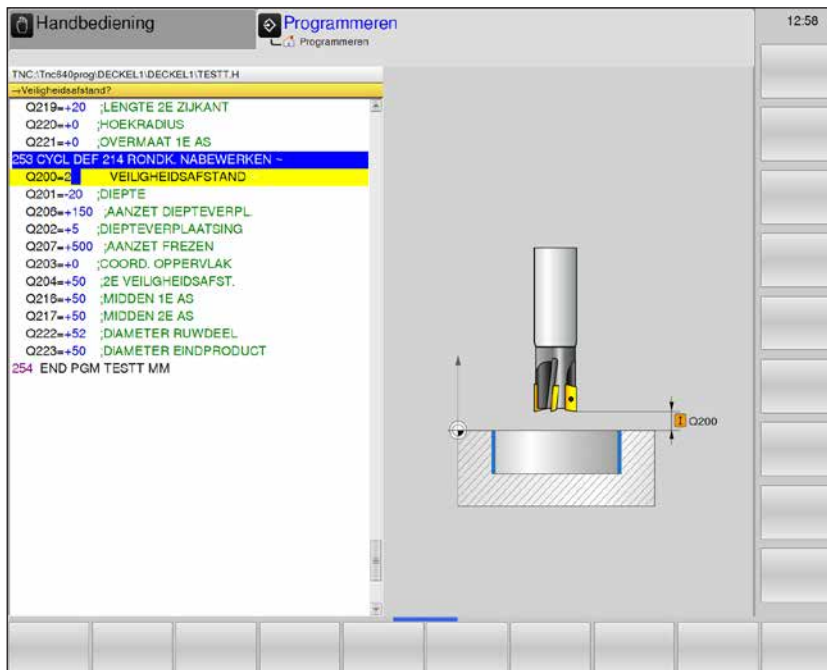 Handbediening
Programmeren
Programmeren
12:58
TNC:\Tnc640prog\DECKEL1\DECKEL1\TESTT.H
→Veiligheidsafstand?
Q219=+20 ;LENGTE 2E ZIJKANT
Q220=+0 ;HOEKRADIUS
Q221=+0 ;OVERMAAT 1E AS
253 CYCL DEF 214 RONDK. NABEWERKEN ~
Q200=2 VEILIGHEIDSAFSTAND ~
Q201=-20 ;DIEPTE
Q206=+150 ;AANZET DIEPTEVERPL.
Q202=+5 ;DIEPTEVERPLAATSING
Q207=+500 ;AANZET FREZEN
Q203=+0 ;COORD. OPPERVLAK
Q204=+50 ;2E VEILIGHEIDSAFST.
Q216=+50 ;MIDDEN 1E AS
Q217=+50 ;MIDDEN 2E AS
Q222=+52 ;DIAMETER RUWDEEL
Q223=+50 ;DIAMETER EINDPRODUCT
254 END PGM TESTT MM
Q200